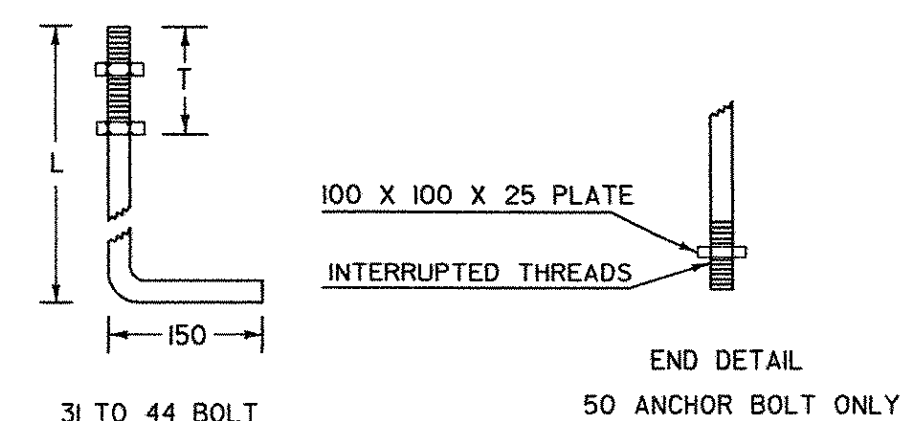 L
T
150
31 TO 44 BOLT
100 X 100 X 25 PLATE
INTERRUPTED THREADS
END DETAIL
50 ANCHOR BOLT ONLY